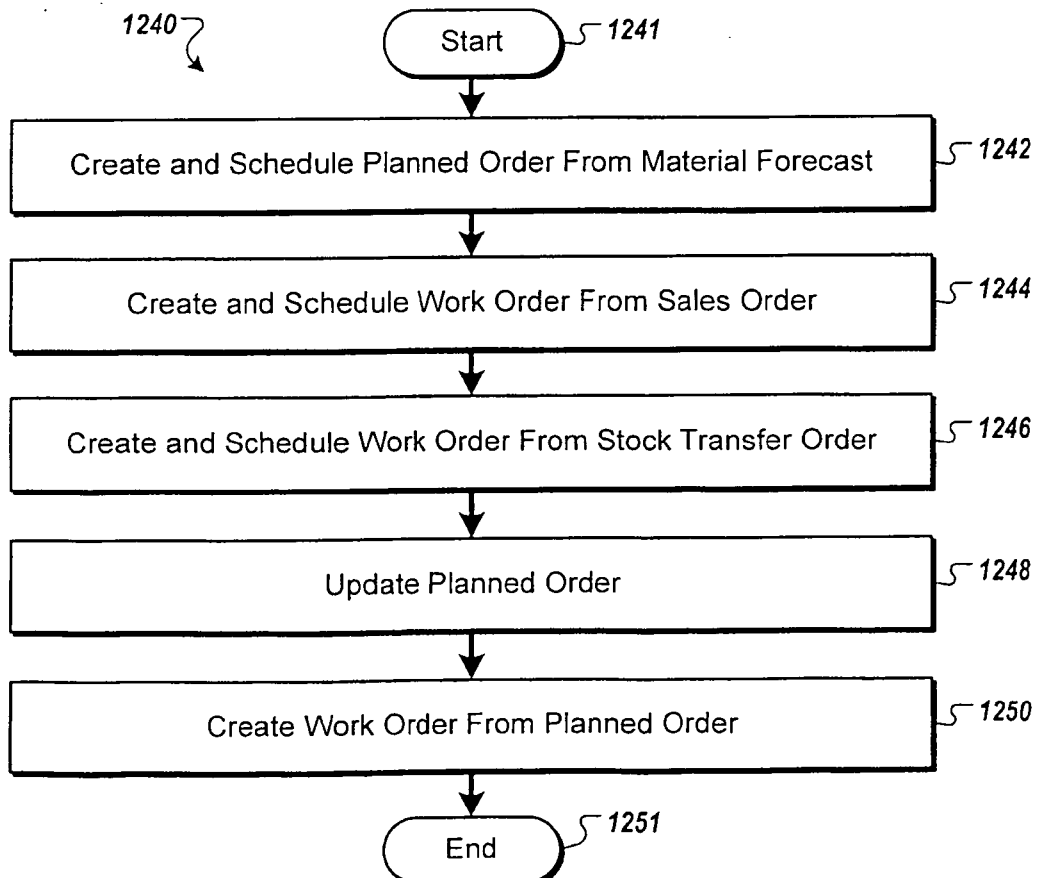 1240
Start
1241
Create and Schedule Planned Order From Material Forecast
1242
Create and Schedule Work Order From Sales Order
1244
Create and Schedule Work Order From Stock Transfer Order
1246
Update Planned Order
1248
Create Work Order From Planned Order
1250
End
1251